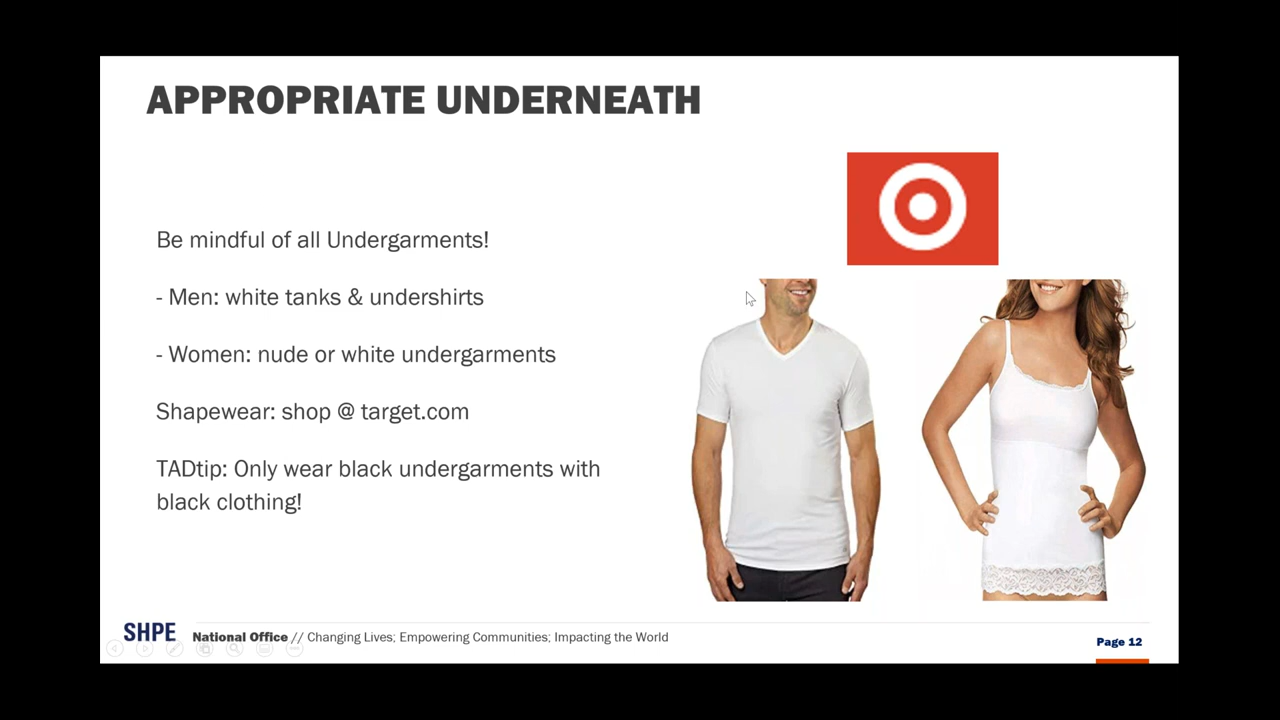 APPROPRIATE UNDERNEATH
Be mindful of all Undergarments!
- Men: white tanks & undershirts
- Women: nude or white undergarments
Shapewear: shop @ target.com
TADtip: Only wear black undergarments with
black clothing!
SHPE National Office // Changing Lives; Empowering Communities; Impacting the World
Page 12